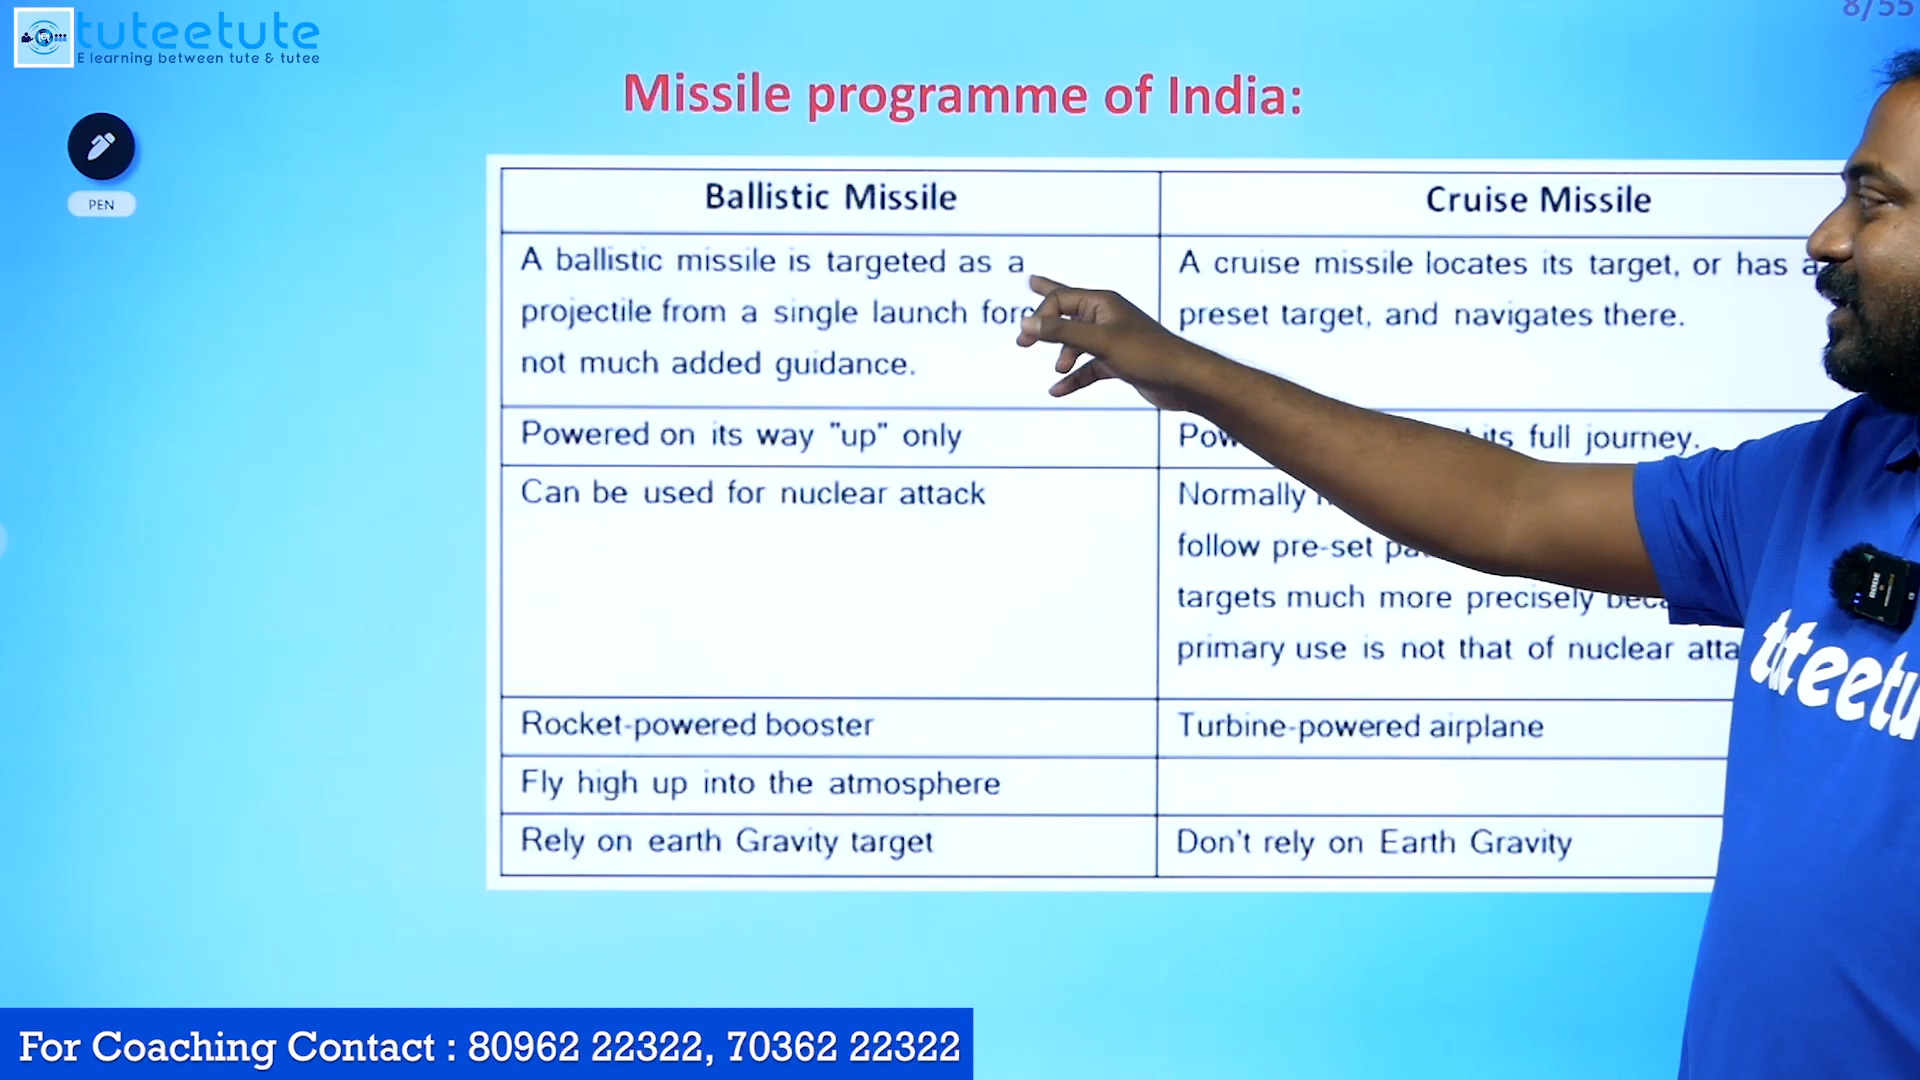 8/55
tuteetute
E learning between tute & tutee
Missile programme of India:
PEN
Ballistic Missile
Cruise Missile
A ballistic missile is targeted as a
projectile from a single launch
not much added guidance.
A cruise missile locates its target, or has a
preset target, and navigates there.
Powered on its way "up" only
its full journey.
Can be used for nuclear attack
Normally
follow pre-set
targets much more precisely
primary use is not that of nuclear
Rocket-powered booster
Turbine-powered airplane
Fly high up into the atmosphere
Rely on earth Gravity target
Don't rely on Earth Gravity
RODE
For Coaching Contact : 80962 22322, 70362 22322